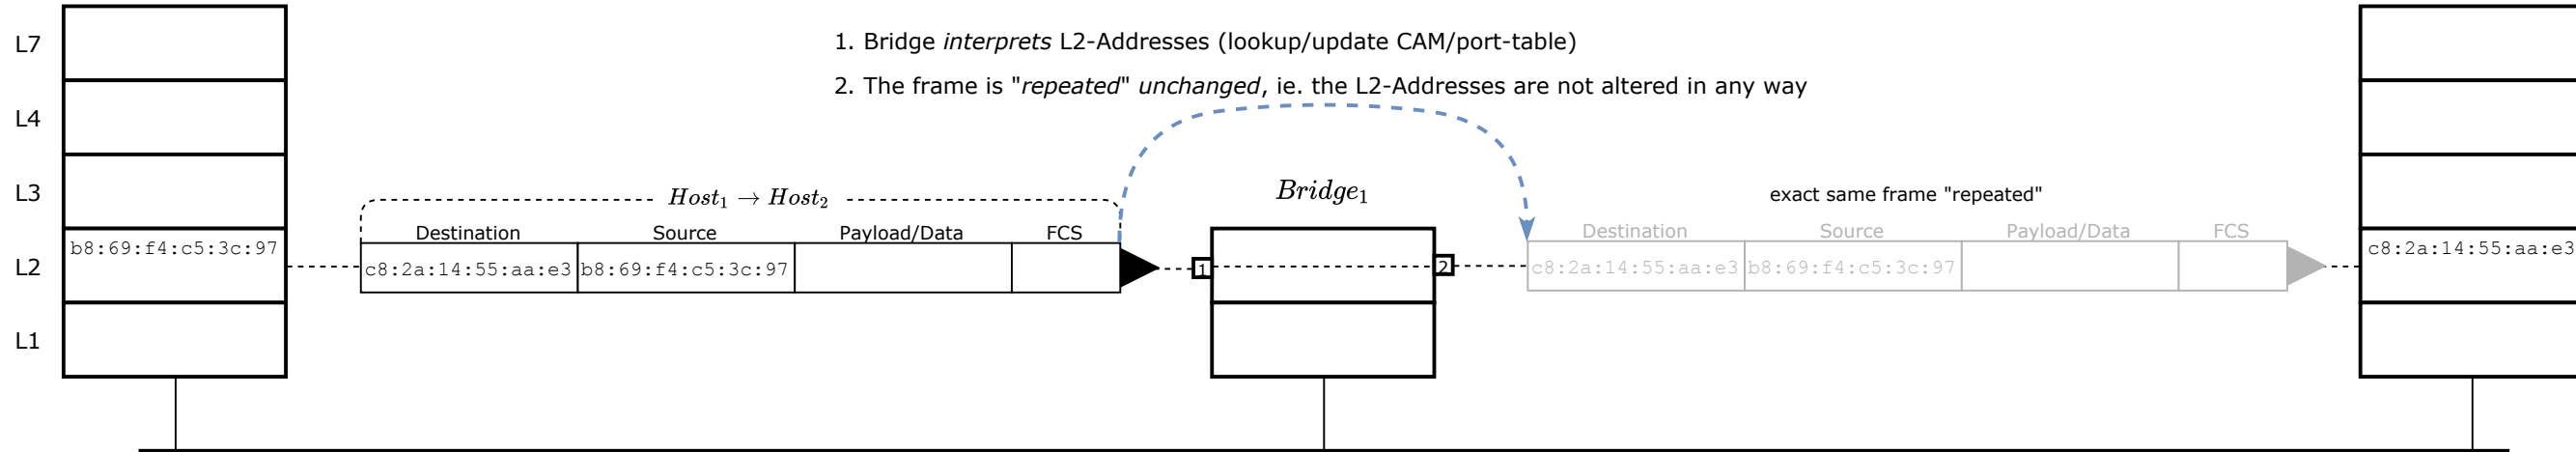 L7
L4
L3
L2
L1
1. Bridge interprets L2-Addresses (lookup/update CAM/port-table)
2. The frame is "repeated" unchanged, ie. the L2-Addresses are not altered in any way
b8:69:f4:c5:3c:97
Host₁ → Host₂
Destination Source Payload/Data FCS
c8:2a:14:55:aa:e3 b8:69:f4:c5:3c:97
Bridge₁
1
2
exact same frame "repeated"
Destination Source Payload/Data FCS
c8:2a:14:55:aa:e3 b8:69:f4:c5:3c:97
c8:2a:14:55:aa:e3